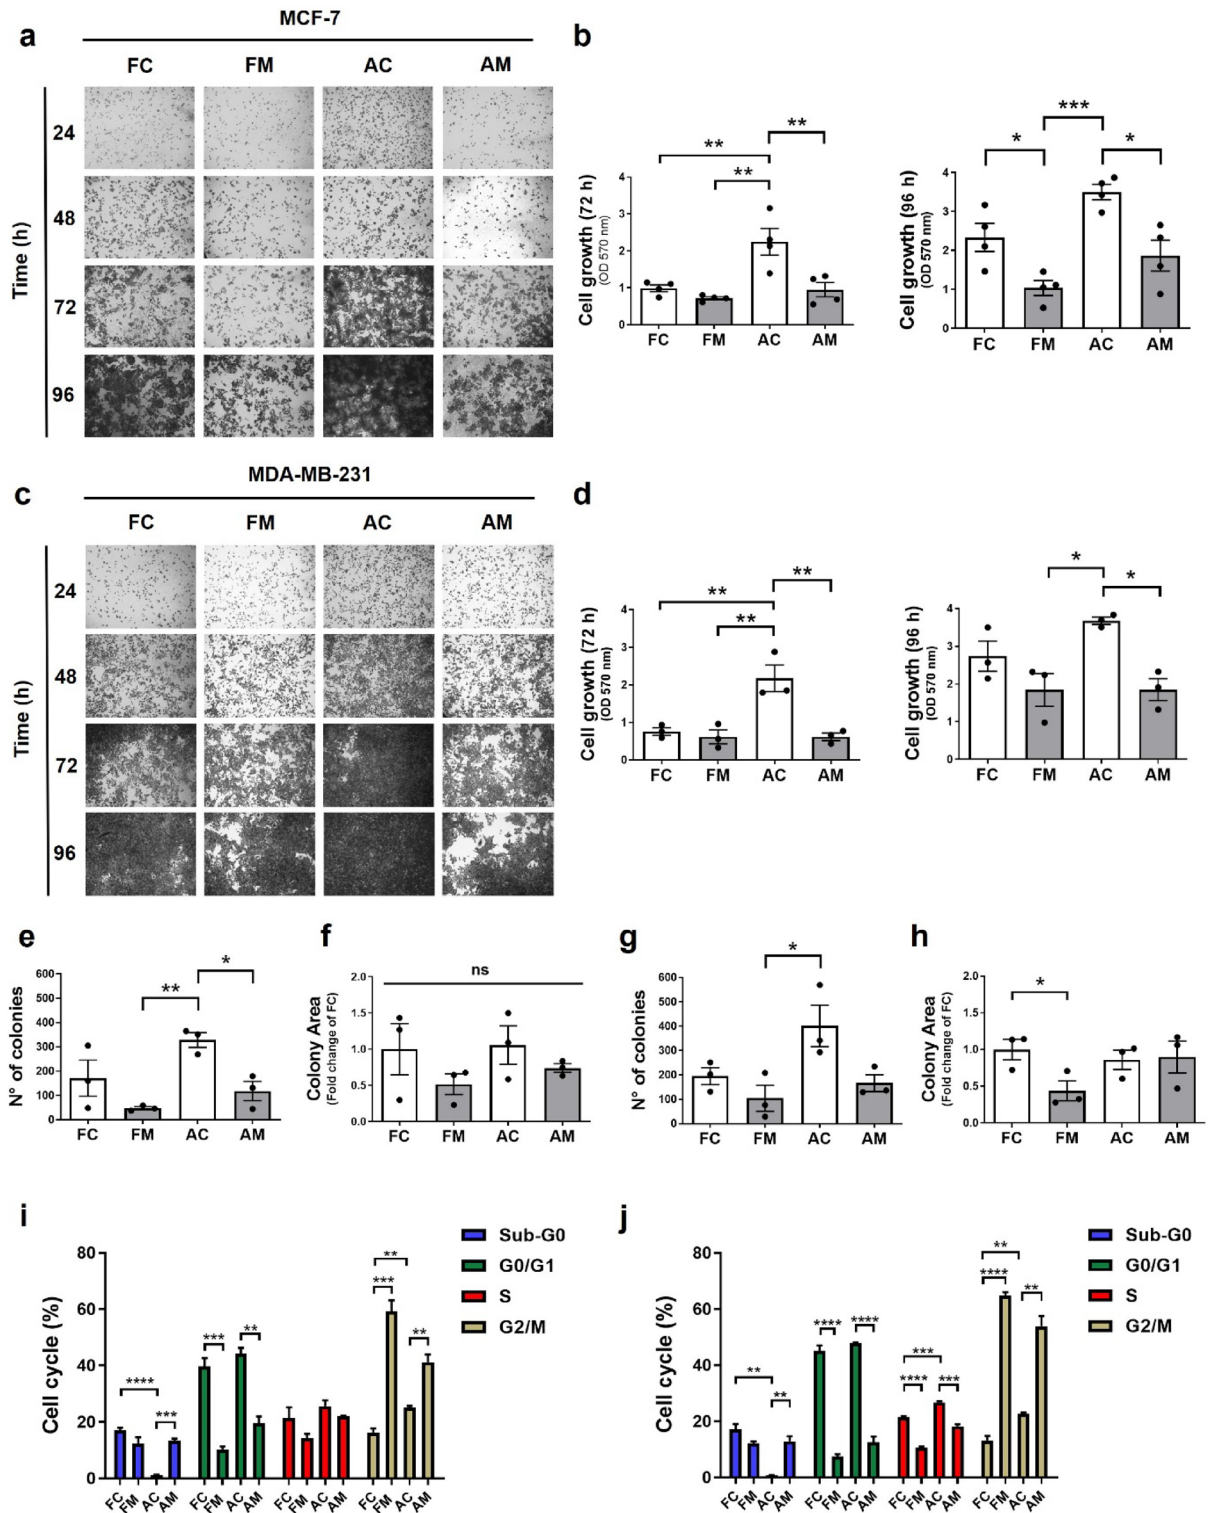 a
MCF-7
FC FM AC AM
Time (h)
24
48
72
96
b
Cell growth (72 h)
(OD 570 nm)
** ** **
4
3
2
1
0
FC FM AC AM
Cell growth (96 h)
(OD 570 nm)
*** * *
4
3
2
1
0
FC FM AC AM
c
MDA-MB-231
FC FM AC AM
Time (h)
24
48
72
96
d
Cell growth (72 h)
(OD 570 nm)
** ** **
4
3
2
1
0
FC FM AC AM
Cell growth (96 h)
(OD 570 nm)
* *
4
3
2
1
0
FC FM AC AM
e
N° of colonies
** *
600
500
400
300
200
100
0
FC FM AC AM
f
Colony Area
(Fold change of FC)
ns
2.0
1.5
1.0
0.5
0.0
FC FM AC AM
g
N° of colonies
*
600
500
400
300
200
100
0
FC FM AC AM
h
Colony Area
(Fold change of FC)
*
2.0
1.5
1.0
0.5
0.0
FC FM AC AM
i
Cell cycle (%)
80
60
40
20
0
**** *** *** ** ** *** **
FC FM AC AM FC FM AC AM FC FM AC AM FC FM AC AM
Sub-G0
G0/G1
S
G2/M
j
Cell cycle (%)
80
60
40
20
0
** ** **** **** *** **** *** ** **** **
FC FM AC AM FC FM AC AM FC FM AC AM FC FM AC AM
Sub-G0
G0/G1
S
G2/M